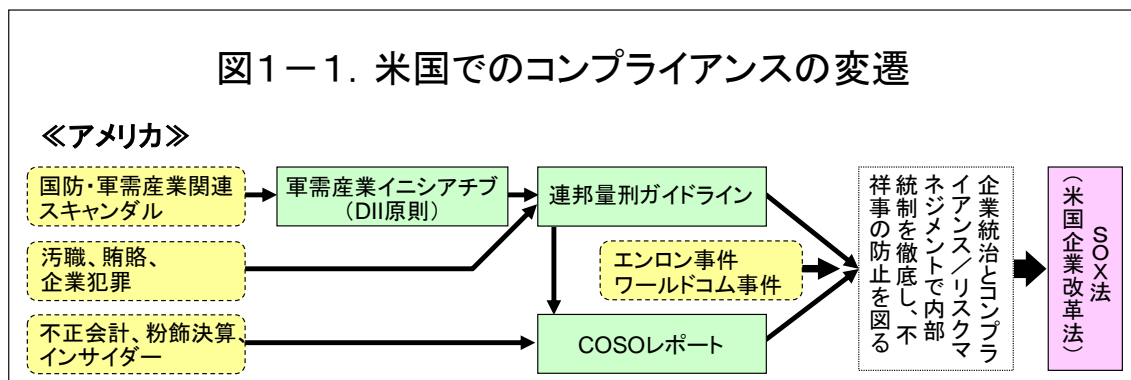 図1-1. 米国でのコンプライアンスの変遷
≪アメリカ≫
国防・軍需産業関連
スキャンダル
軍需産業イニシアチブ
(DII原則)
連邦量刑ガイドライン
汚職、賄賂、
企業犯罪
エンロン事件
ワールドコム事件
不正会計、粉飾決算、
インサイダー
COSOレポート
企業統治とコンプラ
イアンス/リスクマ
ネジメントで内部
統制を徹底し、不
祥事の防止を図る
SOX法
(米国企業改革法)